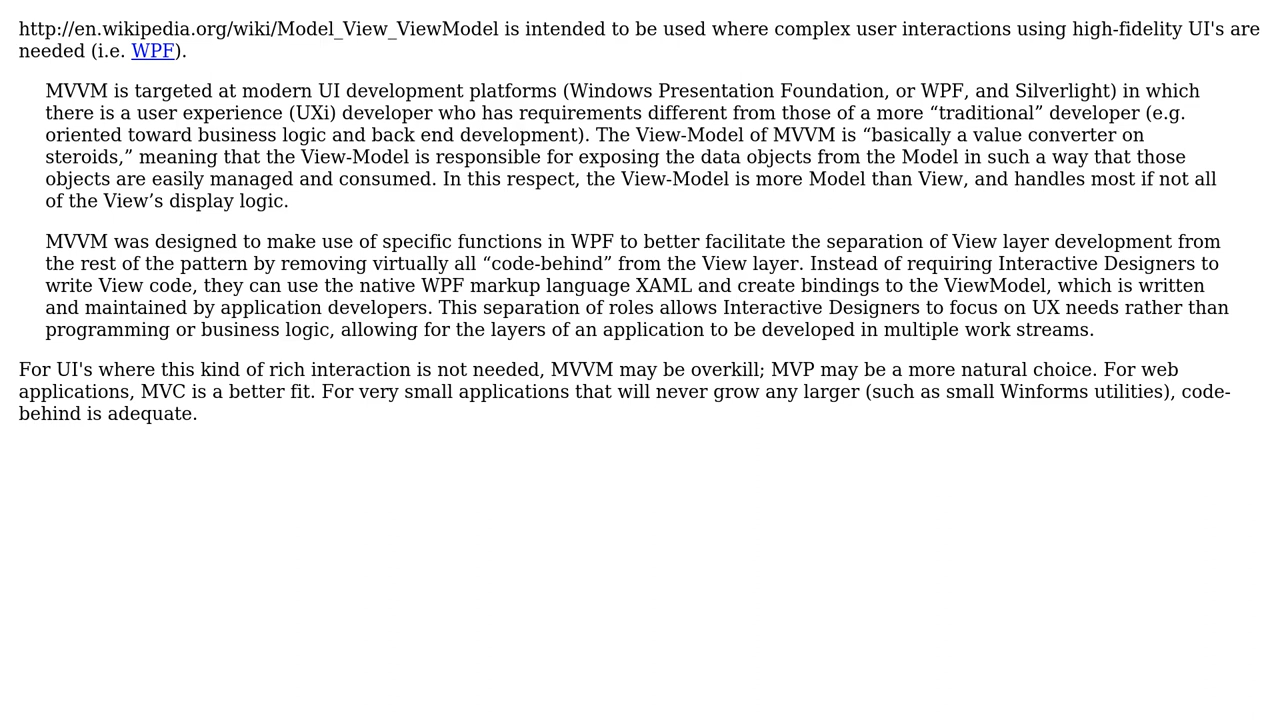 http://en.wikipedia.org/wiki/Model_View_ViewModel is intended to be used where complex user interactions using high-fidelity UI's are
needed (i.e. WPF).
MVVM is targeted at modern UI development platforms (Windows Presentation Foundation, or WPF, and Silverlight) in which
there is a user experience (UXi) developer who has requirements different from those of a more “traditional” developer (e.g.
oriented toward business logic and back end development). The View-Model of MVVM is “basically a value converter on
steroids,” meaning that the View-Model is responsible for exposing the data objects from the Model in such a way that those
objects are easily managed and consumed. In this respect, the View-Model is more Model than View, and handles most if not all
of the View’s display logic.
MVVM was designed to make use of specific functions in WPF to better facilitate the separation of View layer development from
the rest of the pattern by removing virtually all “code-behind” from the View layer. Instead of requiring Interactive Designers to
write View code, they can use the native WPF markup language XAML and create bindings to the ViewModel, which is written
and maintained by application developers. This separation of roles allows Interactive Designers to focus on UX needs rather than
programming or business logic, allowing for the layers of an application to be developed in multiple work streams.
For UI's where this kind of rich interaction is not needed, MVVM may be overkill; MVP may be a more natural choice. For web
applications, MVC is a better fit. For very small applications that will never grow any larger (such as small Winforms utilities), code-
behind is adequate.